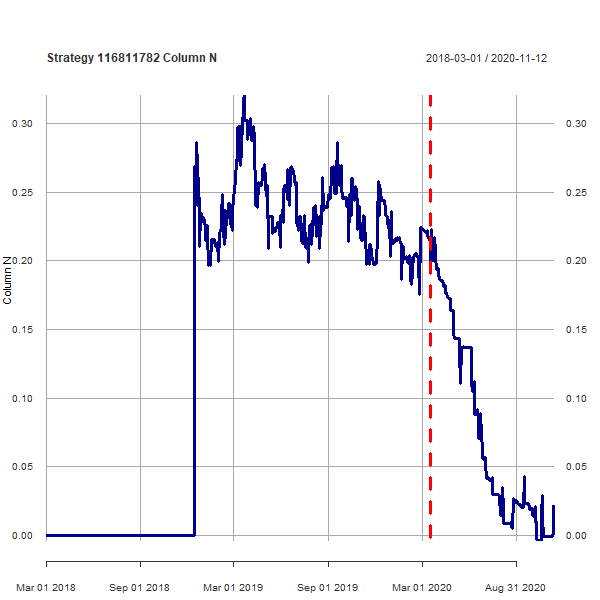 Strategy 116811782 Column N
2018-03-01 / 2020-11-12
0.30
0.30
0.25
0.25
0.20
0.20
Column N
0.15
0.15
0.10
0.10
0.05
0.05
0.00
0.00
Mar 01 2018
Sep 01 2018
Mar 01 2019
Sep 01 2019
Mar 01 2020
Aug 31 2020